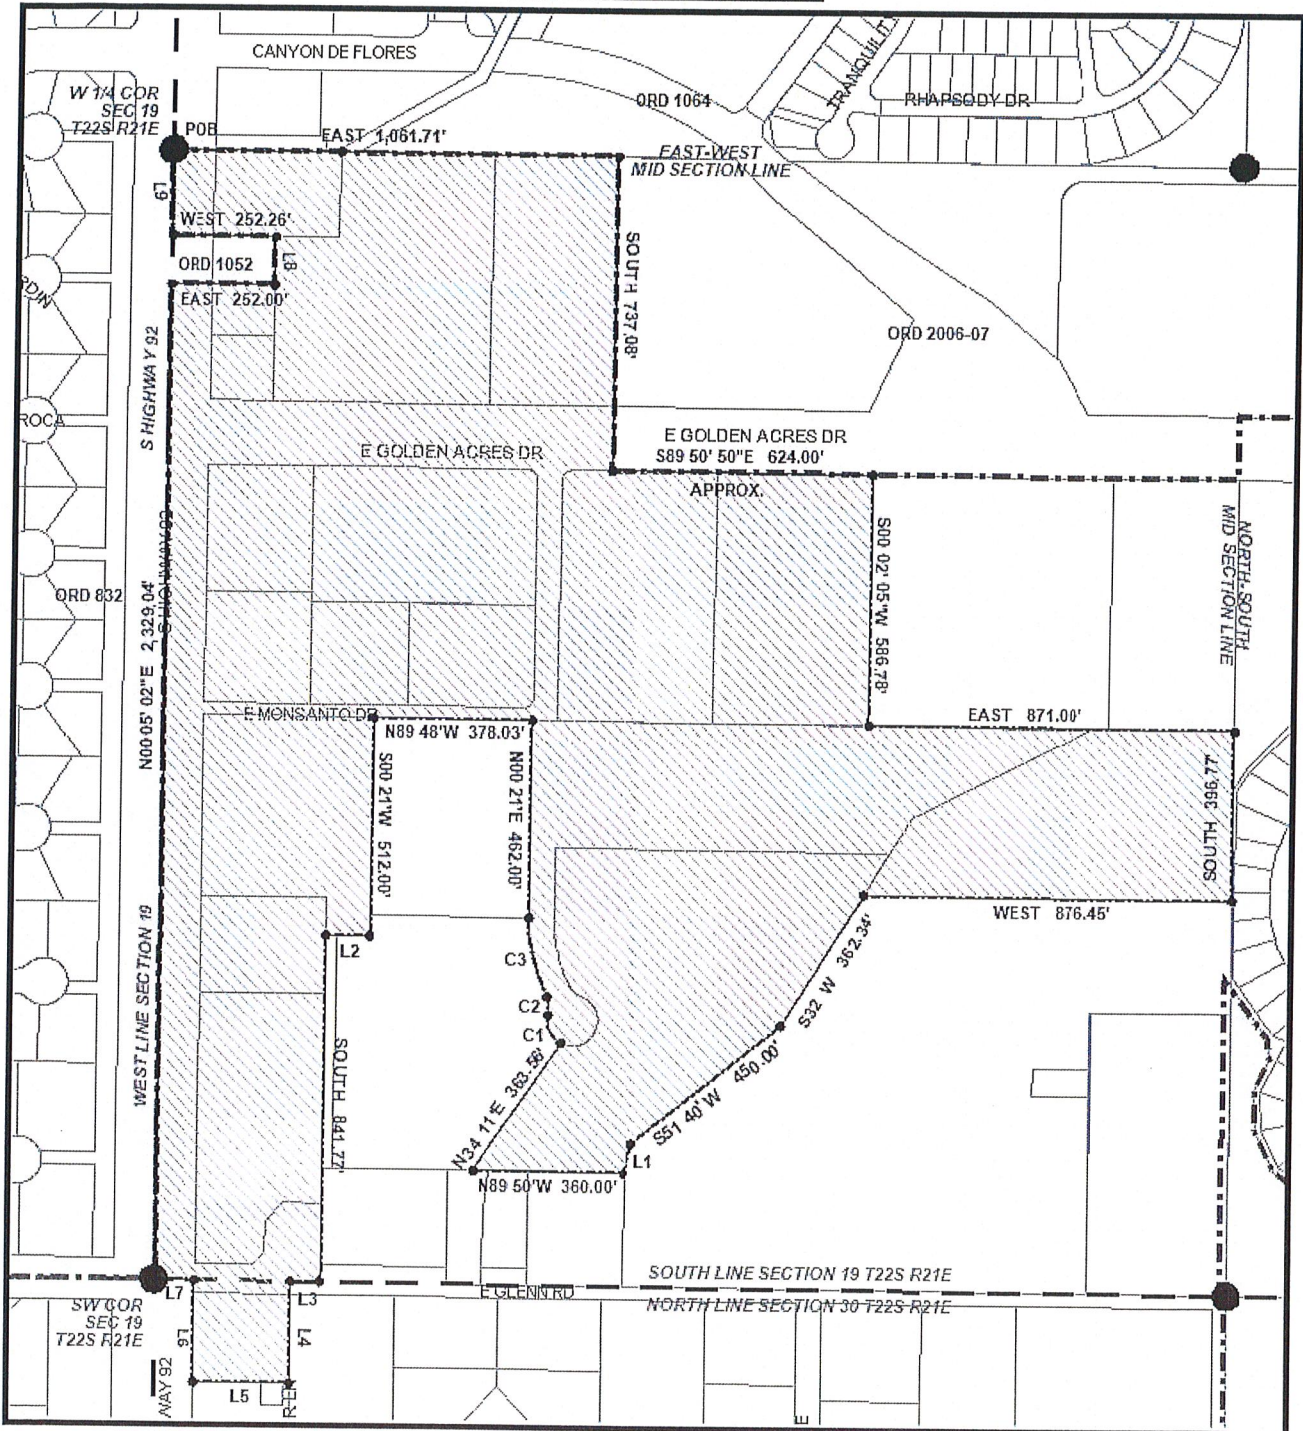 CANYON DE FLORES
TRANQUILIT
ORD 1064
RHAPSODY DR
W 1/4 COR
SEC 19
T22S R21E
POB
EAST 1,061.71'
EAST-WEST
MID SECTION LINE
L9
WEST 252.26'
ORD 1052
L8
EAST 252.00'
SOUTH 737.08'
ORD 2006-07
S HIGHWAY 92
ROCA
E GOLDEN ACRES DR
E GOLDEN ACRES DR
S89 50' 50"E 624.00'
APPROX.
S00 02' 05"W 586.78'
NORTH-SOUTH
MID SECTION LINE
ORD 832
N00 05' 02"E 2,329.04'
E MONSANTO DR
N89 48'W 378.03'
EAST 871.00'
S00 21'W 512.00'
N00 21'E 462.00'
SOUTH 396.77'
WEST 876.45'
WEST LINE SECTION 19
L2
C3
C2
C1
S32 W 362.34'
SOUTH 841.77'
N34 11'E 363.56'
S51 40' W 450.00'
L1
N89 50'W 360.00'
SOUTH LINE SECTION 19 T22S R21E
L7
L3
E GLENN RD
NORTH LINE SECTION 30 T22S R21E
SW COR
SEC 19
T22S R21E
L6
L4
WAY 92
L5
E